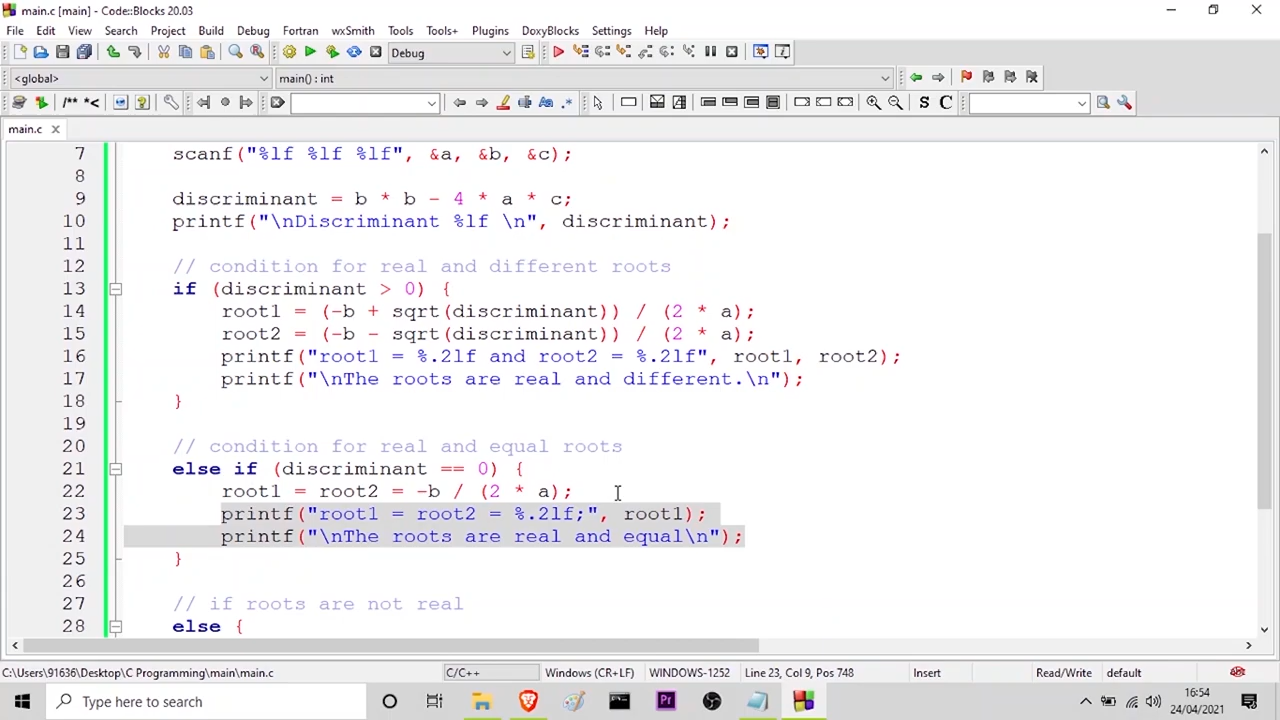 main.c [main] - Code::Blocks 20.03
File Edit View Search Project Build Debug Fortran wxSmith Tools Tools+ Plugins DoxyBlocks Settings Help
Debug
<global> main() : int
/** *< Aa .* S C
main.c
7 scanf("%lf %lf %lf", &a, &b, &c);
8
9 discriminant = b * b - 4 * a * c;
10 printf("\nDiscriminant %lf \n", discriminant);
11
12 // condition for real and different roots
13 if (discriminant > 0) {
14 root1 = (-b + sqrt(discriminant)) / (2 * a);
15 root2 = (-b - sqrt(discriminant)) / (2 * a);
16 printf("root1 = %.2lf and root2 = %.2lf", root1, root2);
17 printf("\nThe roots are real and different.\n");
18 }
19
20 // condition for real and equal roots
21 else if (discriminant == 0) {
22 root1 = root2 = -b / (2 * a);
23 printf("root1 = root2 = %.2lf;", root1);
24 printf("\nThe roots are real and equal\n");
25 }
26
27 // if roots are not real
28 else {
C:\Users\91636\Desktop\C Programming\main\main.c C/C++ Windows (CR+LF) WINDOWS-1252 Line 23, Col 9, Pos 748 Insert Read/Write default
Type here to search Pr 16:54
24/04/2021